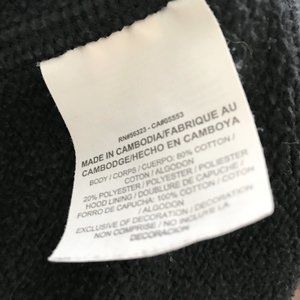 RN#56323 - CA#05553
MADE IN CAMBODIA/FABRIQUE AU
CAMBODGE/HECHO EN CAMBOYA
BODY / CORPS / CUERPO: 80% COTTON /
COTON / ALGODON
20% POLYESTER / POLYESTER / POLIESTER
HOOD LINING / DOUBLURE DE CAPUCHE /
FORRO DE CAPUCHA: 100% COTTON / COTON
/ ALGODON
EXCLUSIVE OF DECORATION / DECORATION
NON COMPRISE / NO INCLUYE LA
DECORACION